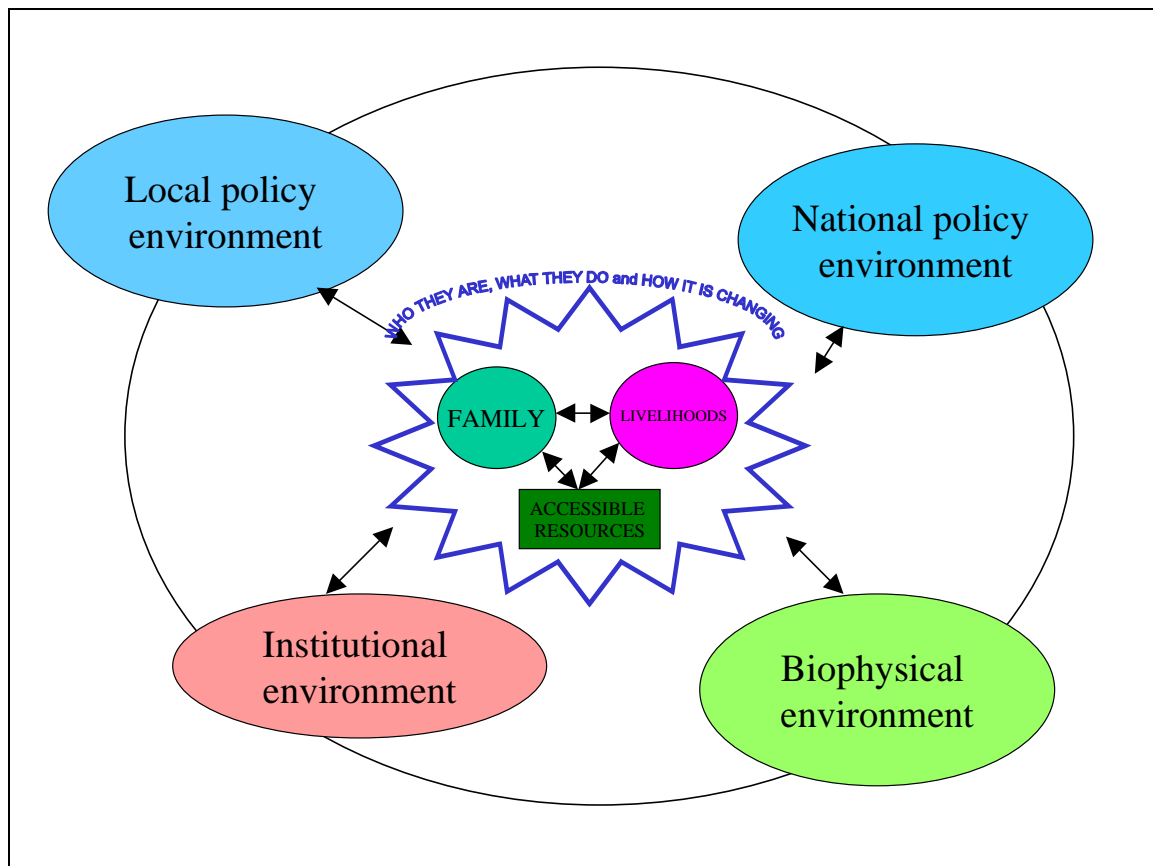 Local policy
environment
National policy
environment
WHO THEY ARE, WHAT THEY DO and HOW IT IS CHANGING
FAMILY
LIVELIHOODS
ACCESSIBLE
RESOURCES
Institutional
environment
Biophysical
environment